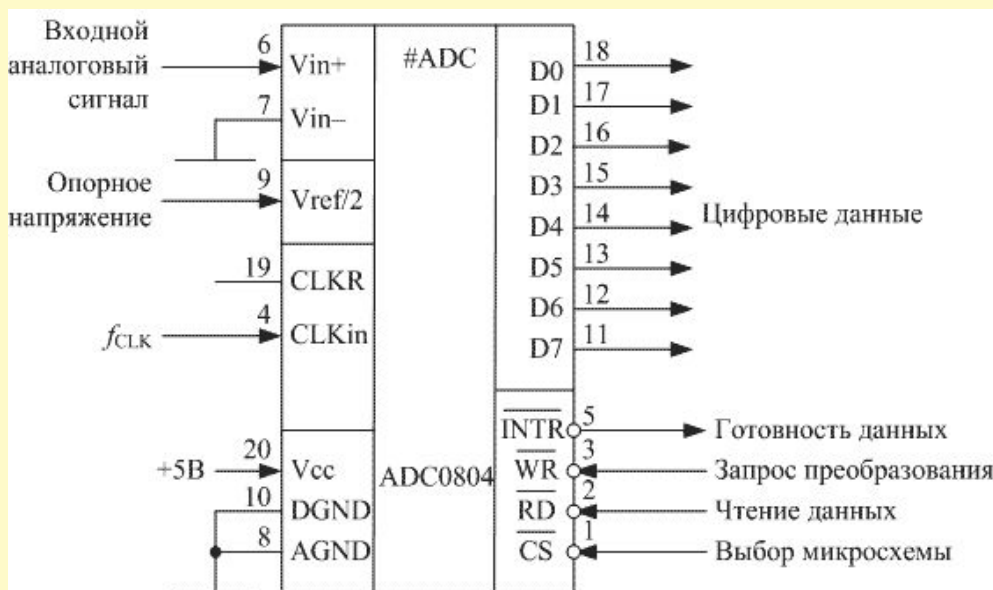 Входной
аналоговый
сигнал
6
Vin+
7
Vin–
Опорное
напряжение
9
Vref/2
19
CLKR
fCLK
4
CLKin
+5В
20
Vcc
10
DGND
8
AGND
#ADC
ADC0804
D0
18
D1
17
D2
16
D3
15
D4
14
D5
13
D6
12
D7
11
Цифровые данные
INTR
5
Готовность данных
WR
3
Запрос преобразования
RD
2
Чтение данных
CS
1
Выбор микросхемы